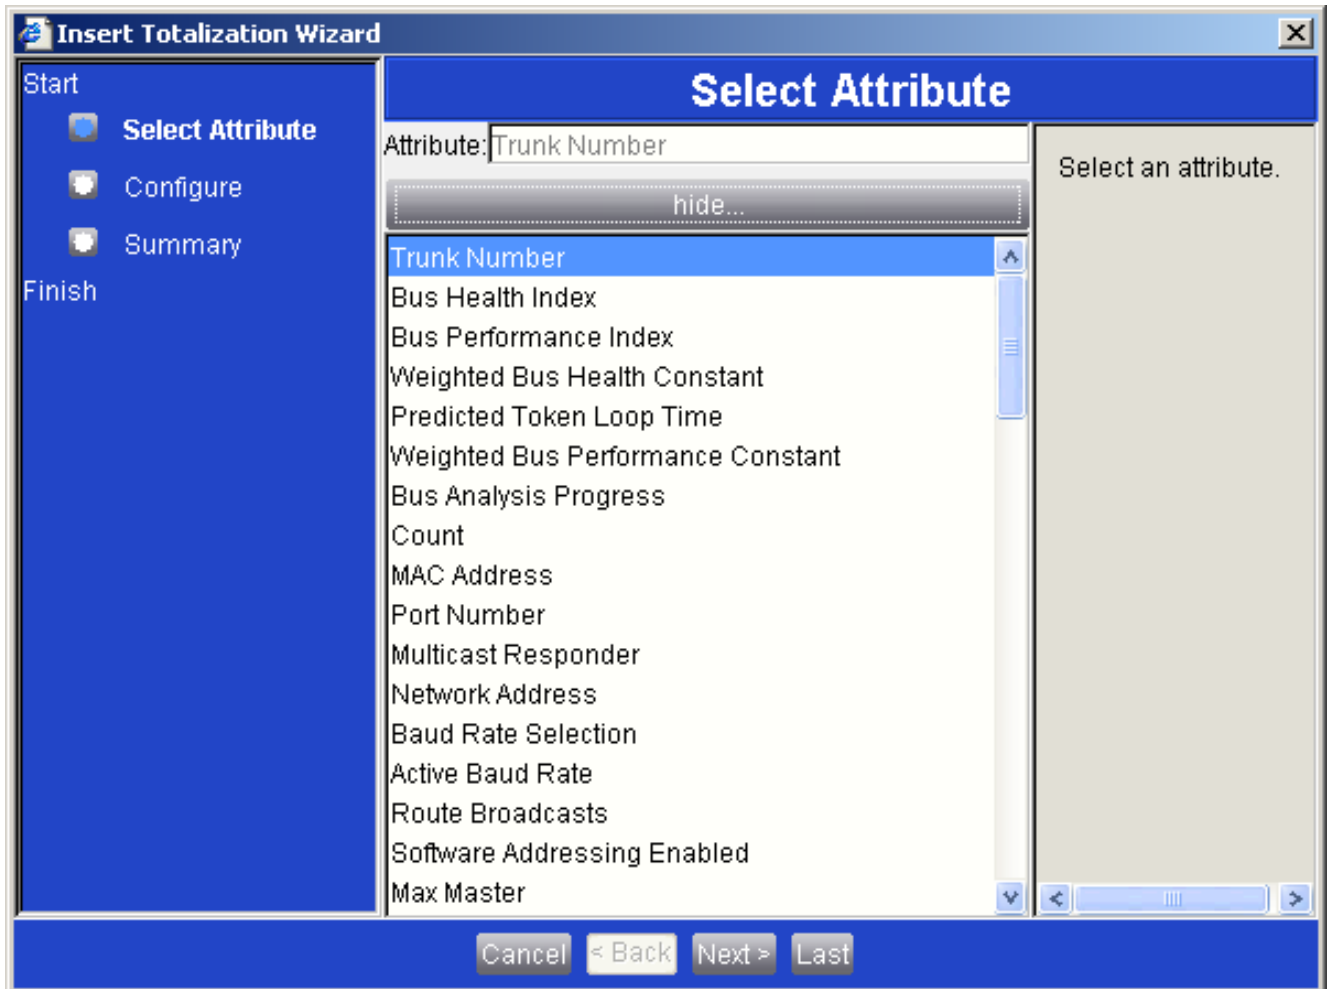 Insert Totalization Wizard
Start
Select Attribute
Configure
Summary
Finish
Select Attribute
Attribute: Trunk Number
hide...
Trunk Number
Bus Health Index
Bus Performance Index
Weighted Bus Health Constant
Predicted Token Loop Time
Weighted Bus Performance Constant
Bus Analysis Progress
Count
MAC Address
Port Number
Multicast Responder
Network Address
Baud Rate Selection
Active Baud Rate
Route Broadcasts
Software Addressing Enabled
Max Master
Select an attribute.
Cancel
< Back
Next >
Last